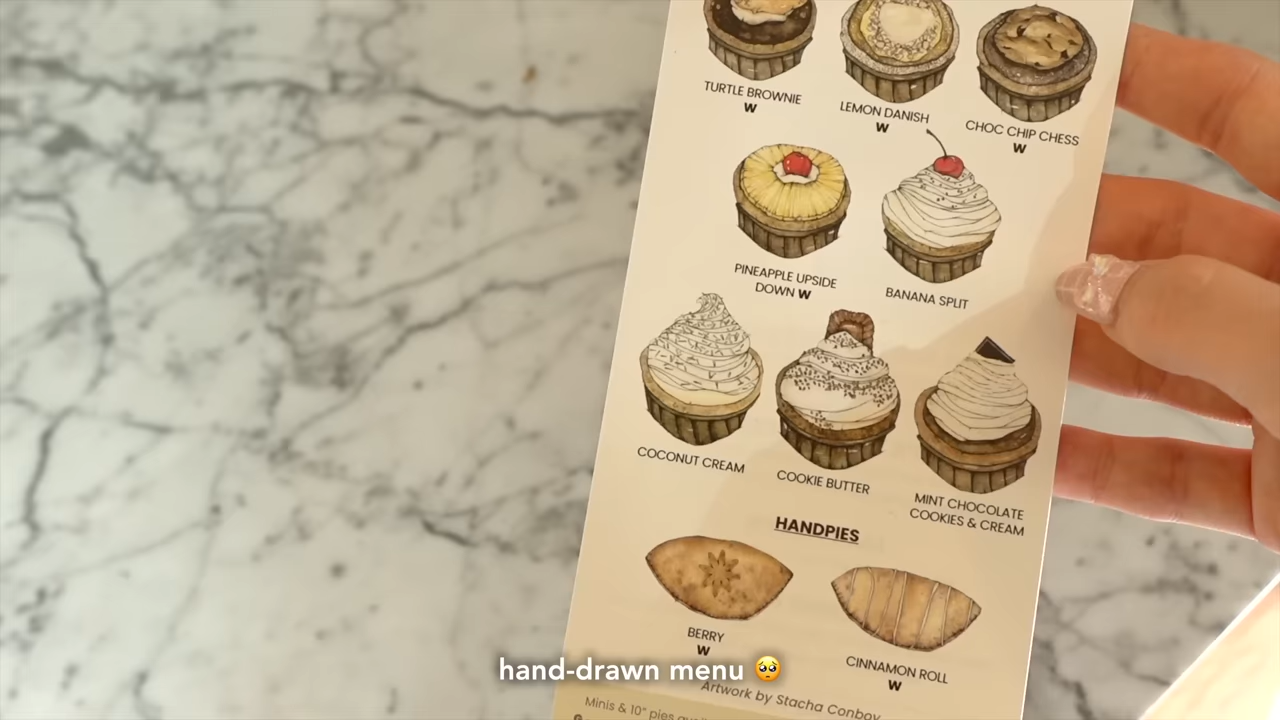 TURTLE BROWNIE
W
LEMON DANISH
W
CHOC CHIP CHESS
W
PINEAPPLE UPSIDE
DOWN W
BANANA SPLIT
COCONUT CREAM
COOKIE BUTTER
MINT CHOCOLATE
COOKIES & CREAM
HANDPIES
BERRY
W
CINNAMON ROLL
W
hand-drawn menu 🥺
Artwork by Stacha Conboy
Minis & 10" pies